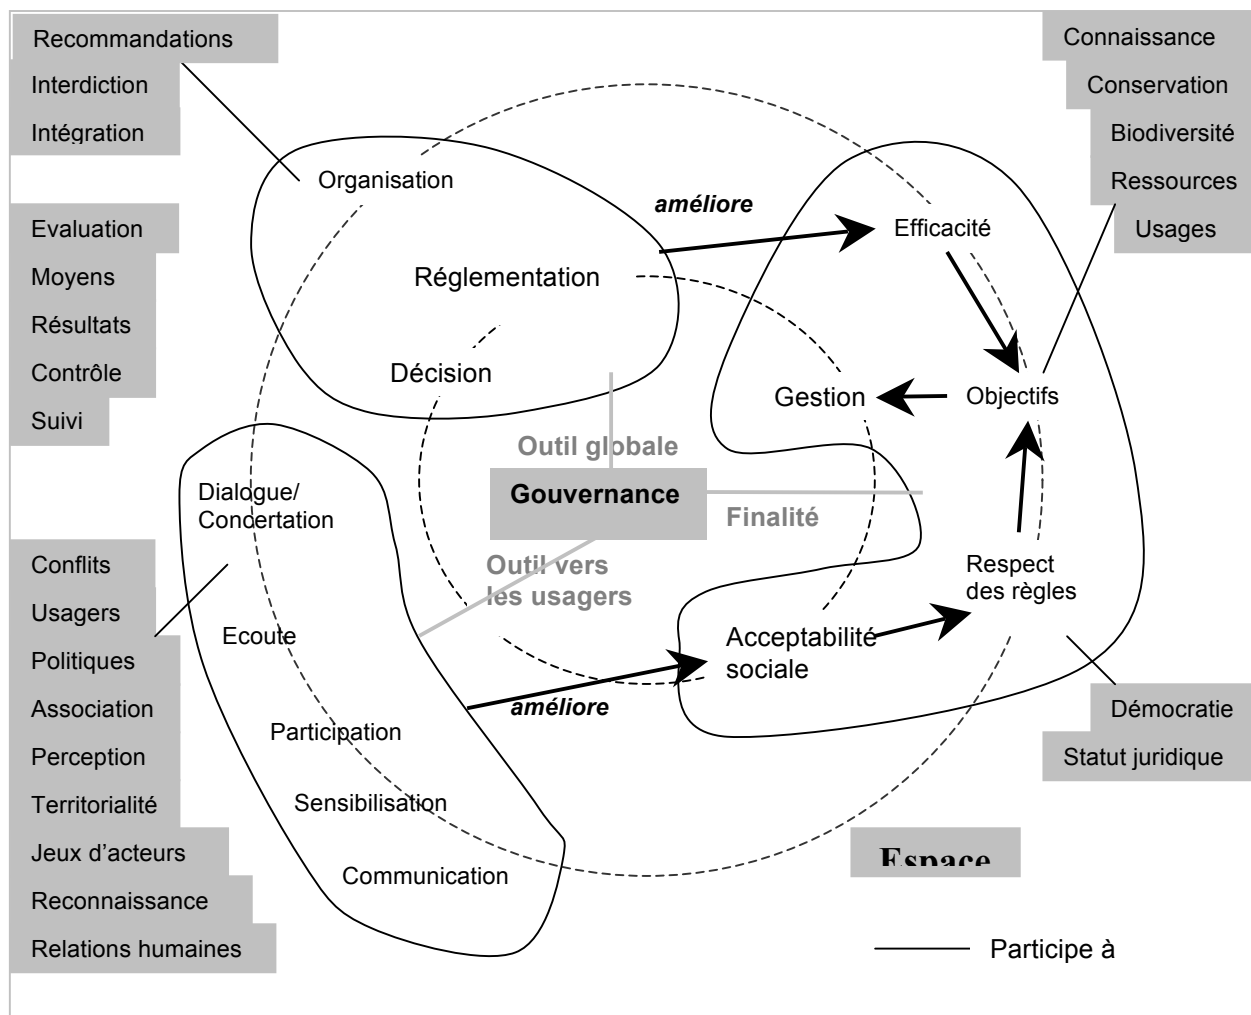 Recommandations
Interdiction
Intégration
Evaluation
Moyens
Résultats
Contrôle
Suivi
Conflits
Usagers
Politiques
Association
Perception
Territorialité
Jeux d'acteurs
Reconnaissance
Relations humaines
Organisation
Réglementation
Décision
améliore
Efficacité
Gestion
Objectifs
Respect
des règles
Acceptabilité
sociale
Outil globale
Gouvernance
Finalité
Outil vers
les usagers
améliore
Dialogue/
Concertation
Ecoute
Participation
Sensibilisation
Communication
Connaissance
Conservation
Biodiversité
Ressources
Usages
Démocratie
Statut juridique
Espace
Participe à